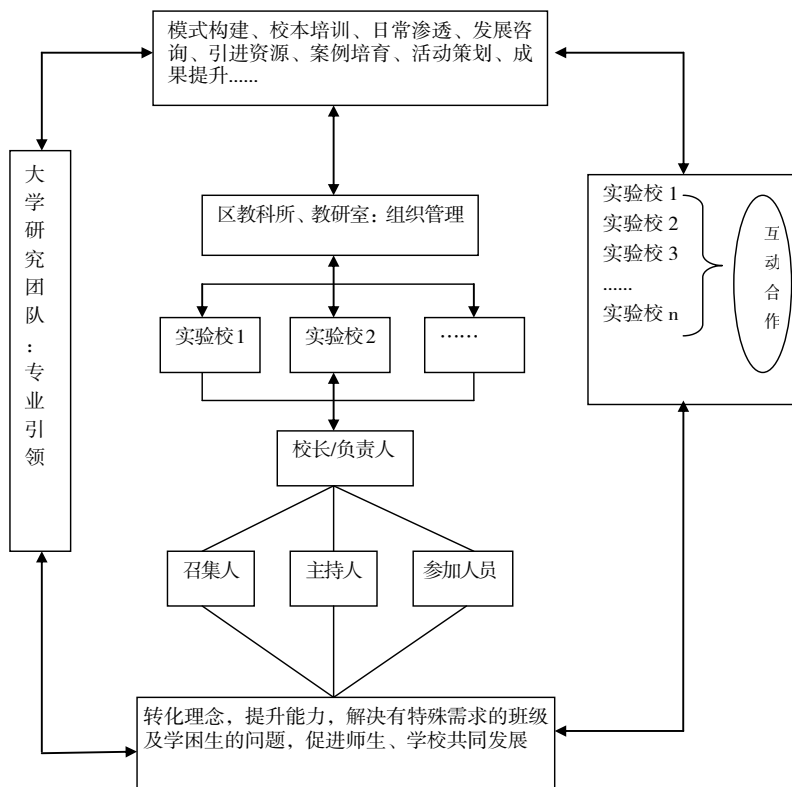 模式构建、校本培训、日常渗透、发展咨
询、引进资源、案例培育、活动策划、成
果提升......
大学研究团队：专业引领
区教科所、教研室：组织管理
实验校1
实验校2
……
校长/负责人
召集人
主持人
参加人员
实验校 1
实验校 2
实验校 3
......
实验校 n
互动合作
转化理念，提升能力，解决有特殊需求的班级
及学困生的问题，促进师生、学校共同发展